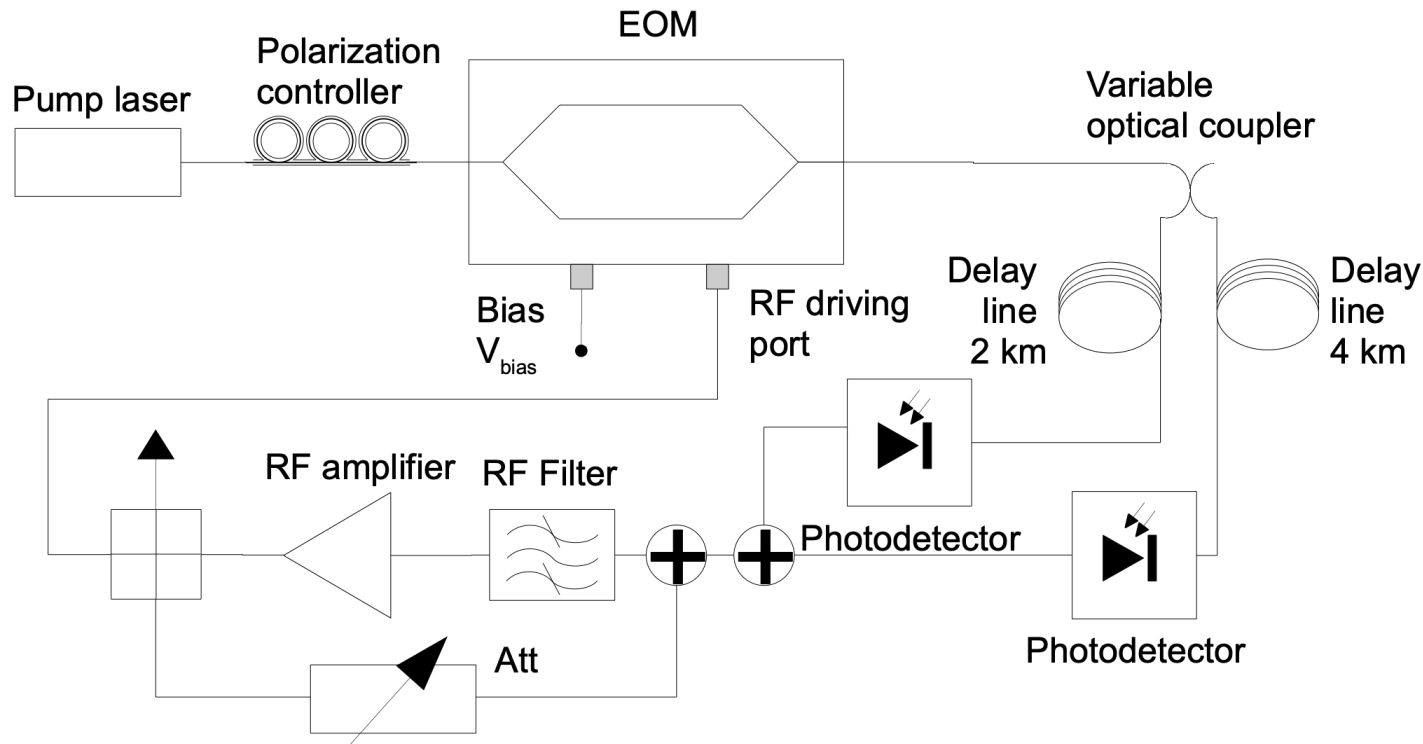 EOM
Polarization
controller
Pump laser
Variable
optical coupler
Bias
Vbias
RF driving
port
Delay
line
2 km
Delay
line
4 km
RF amplifier
RF Filter
Photodetector
Att
Photodetector